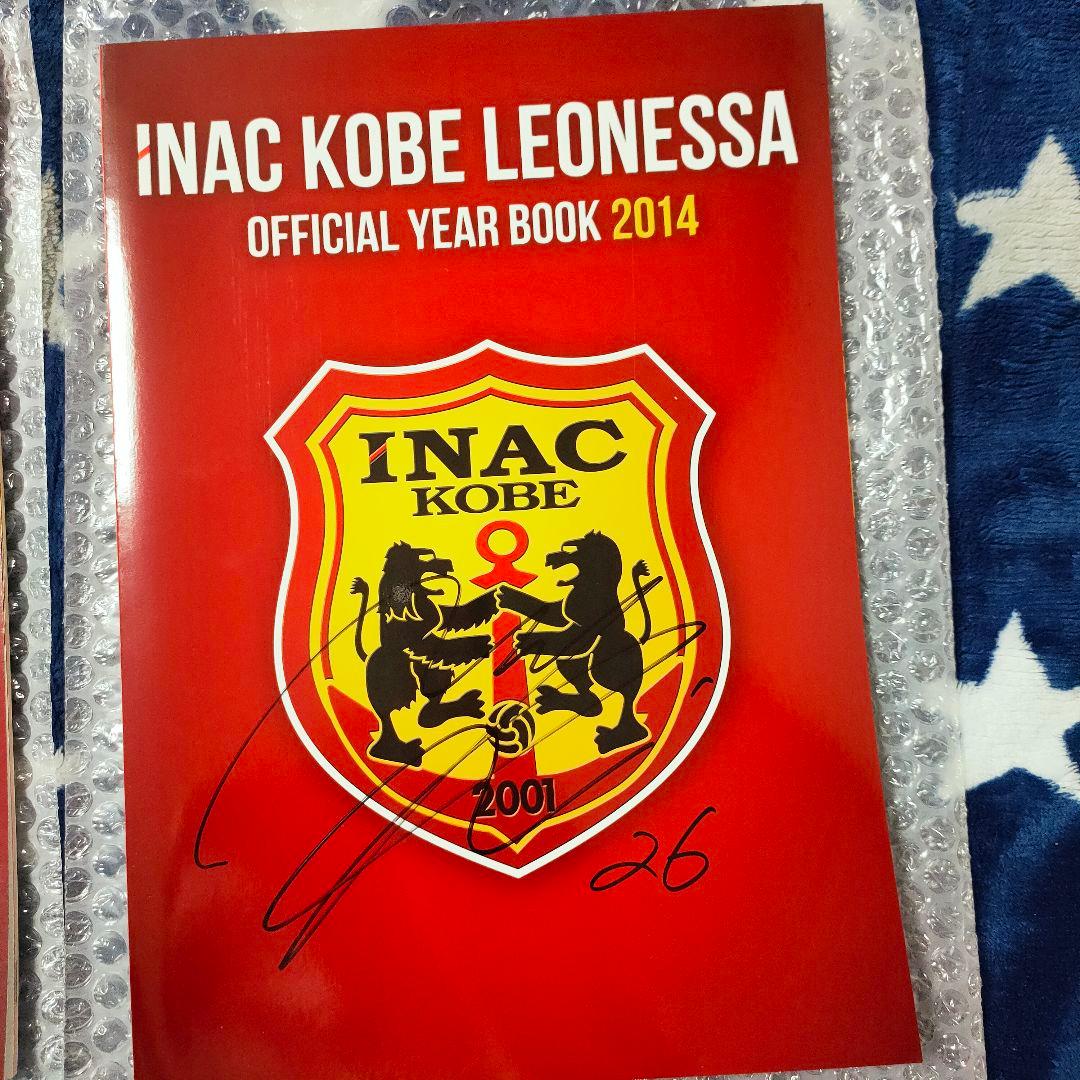 INAC KOBE LEONESSA
OFFICIAL YEAR BOOK 2014
INAC
KOBE
2001
26